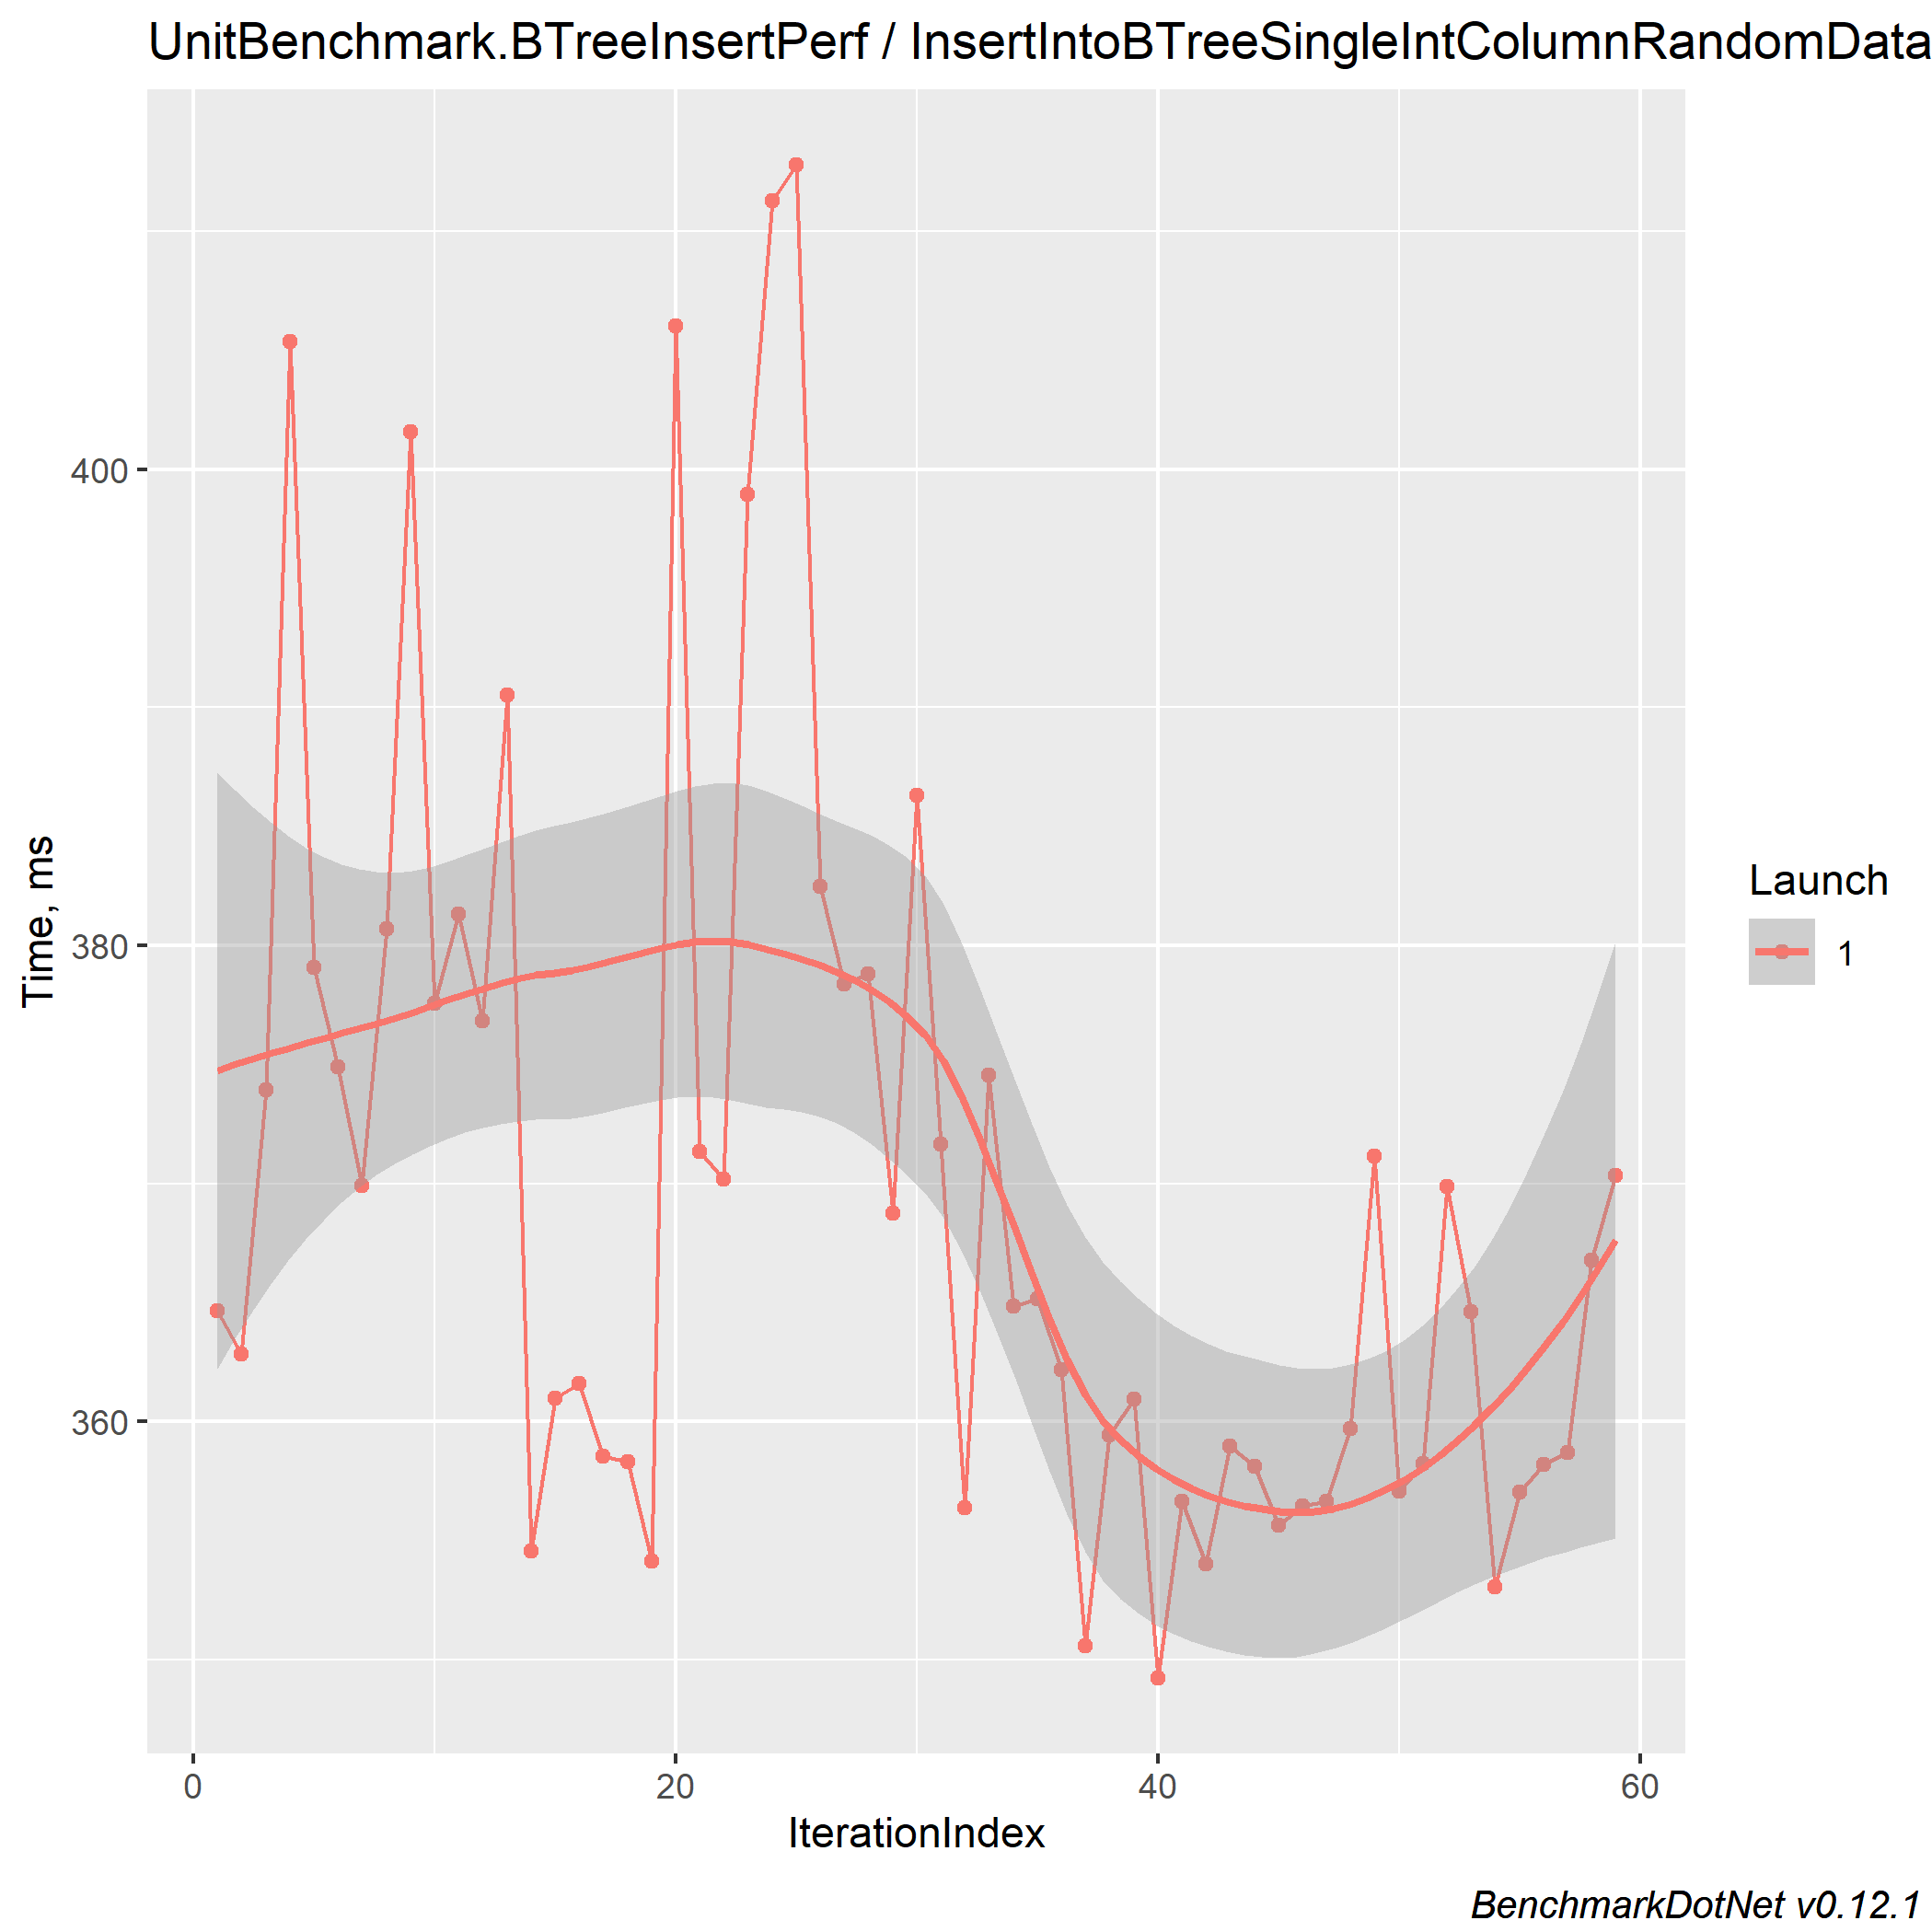 UnitBenchmark.BTreeInsertPerf / InsertIntoBTreeSingleIntColumnRandomData
Time, ms
400
380
360
0 20 40 60
IterationIndex
Launch
1
BenchmarkDotNet v0.12.1